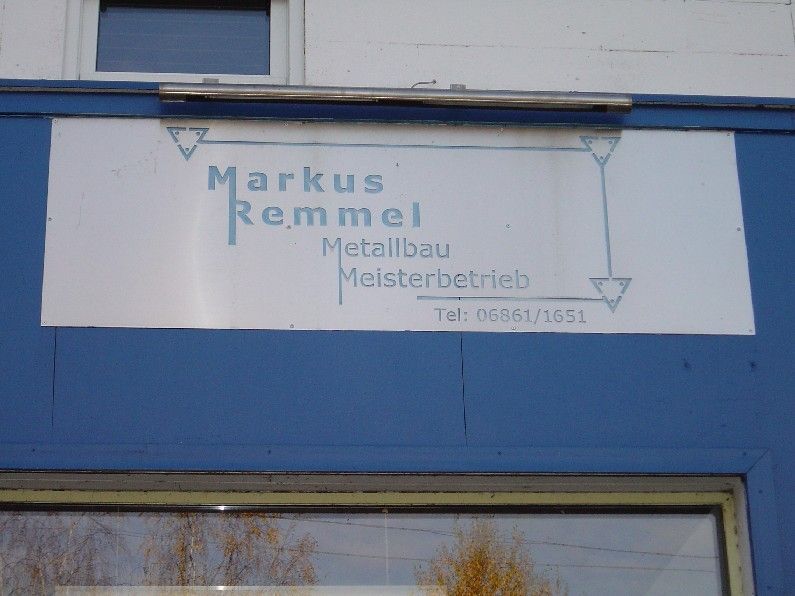 Markus
Remmel
Metallbau
Meisterbetrieb
Tel: 06861/1651